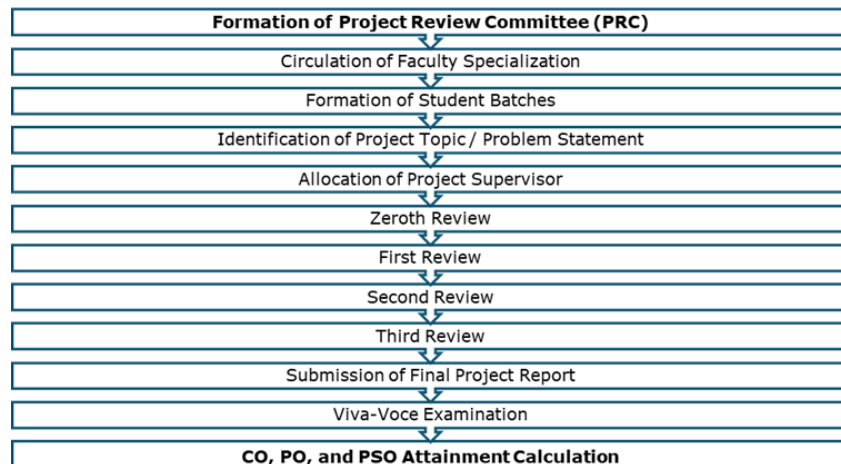 Formation of Project Review Committee (PRC)
Circulation of Faculty Specialization
Formation of Student Batches
Identification of Project Topic / Problem Statement
Allocation of Project Supervisor
Zeroth Review
First Review
Second Review
Third Review
Submission of Final Project Report
Viva-Voce Examination
CO, PO, and PSO Attainment Calculation